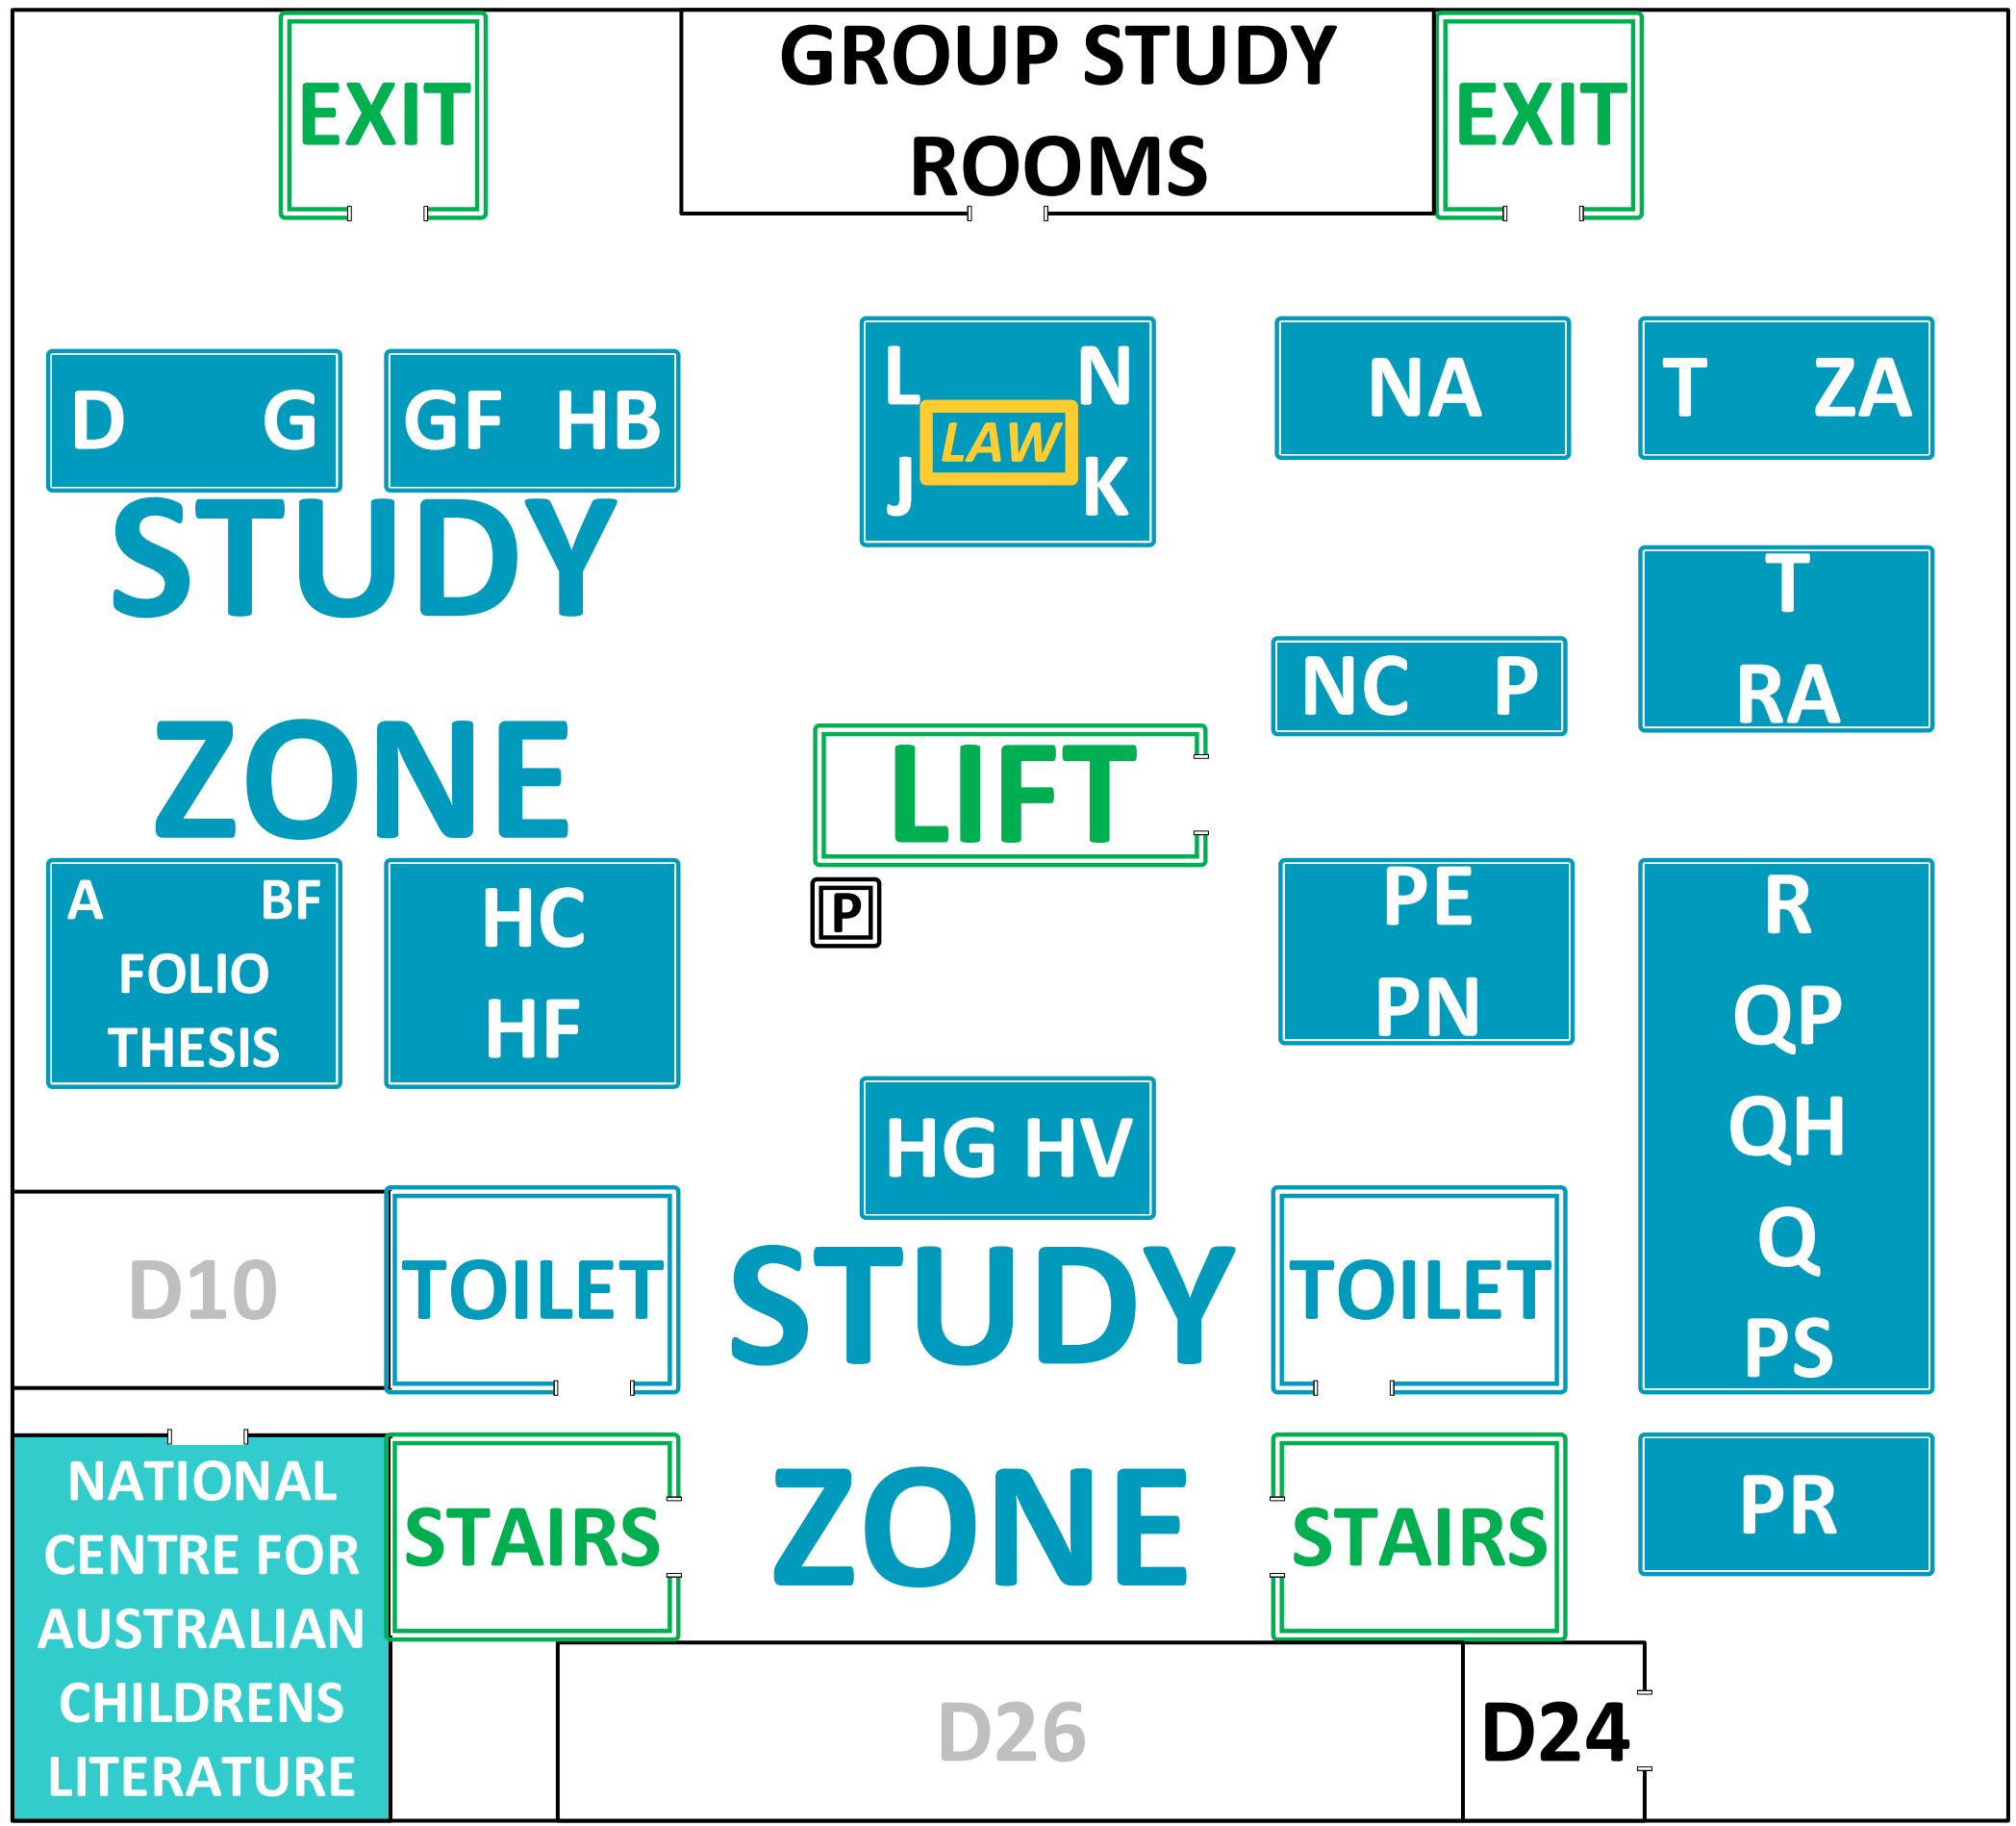 EXIT
GROUP STUDY
ROOMS
EXIT
D G
GF HB
L N
LAW
J K
NA
T ZA
STUDY
ZONE
T
RA
NC P
LIFT
P
A BF
FOLIO
THESIS
HC
HF
PE
PN
R
QP
QH
Q
PS
HG HV
D10
TOILET
STUDY
ZONE
TOILET
NATIONAL
CENTRE FOR
AUSTRALIAN
CHILDRENS
LITERATURE
STAIRS
STAIRS
PR
D26
D24